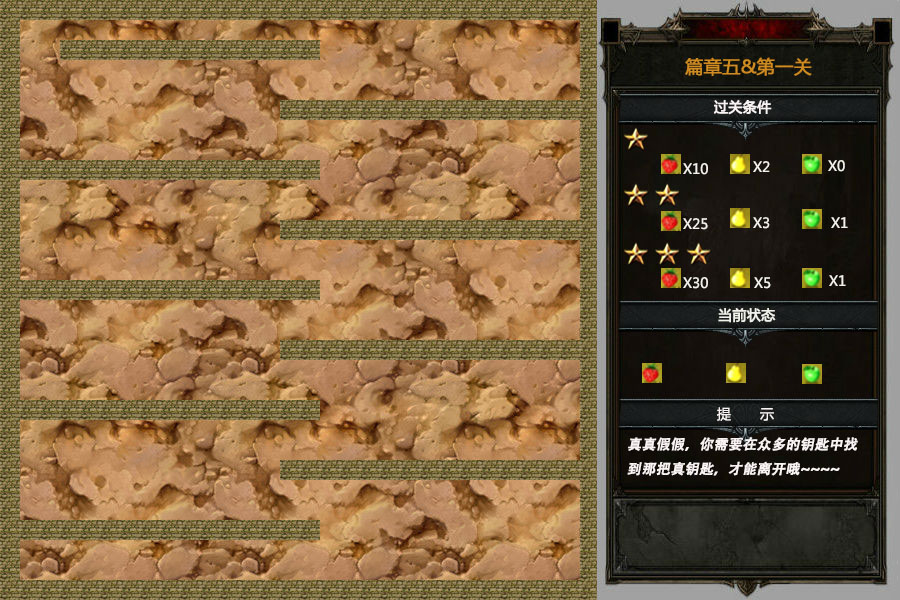 篇章五&第一关
过关条件
X10 X2 X0
X25 X3 X1
X30 X5 X1
当前状态
提 示
真真假假，你需要在众多的钥匙中找
到那把真钥匙，才能离开哦~~~~